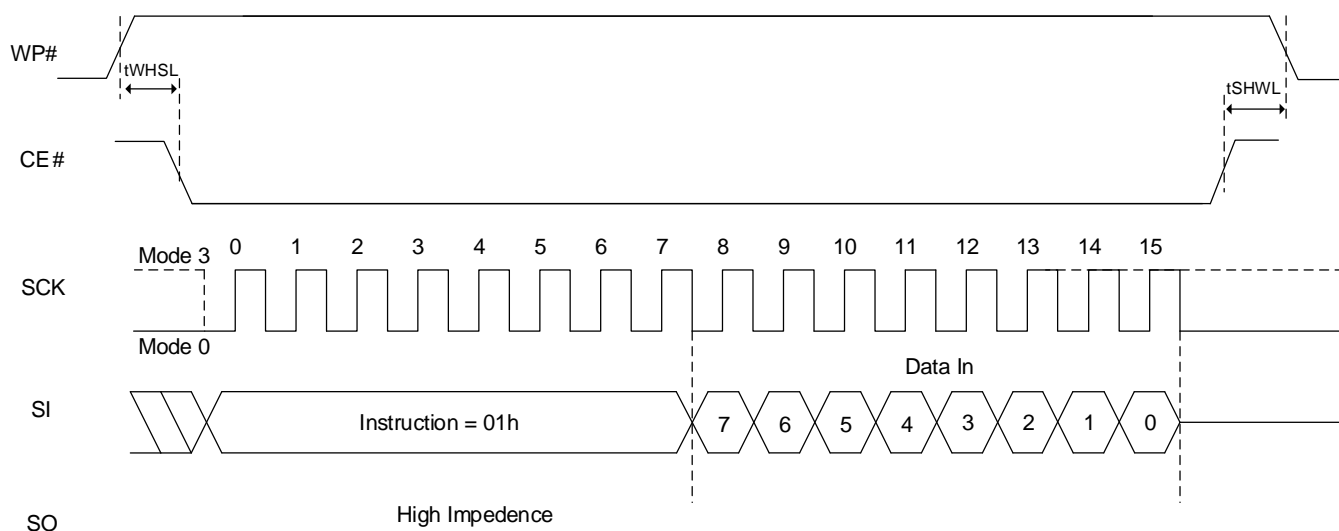 WP#
tWHSL
tSHWL
CE#
0 1 2 3 4 5 6 7 8 9 10 11 12 13 14 15
Mode 3
SCK
Mode 0
Data In
SI
Instruction = 01h
7 6 5 4 3 2 1 0
High Impedence
SO